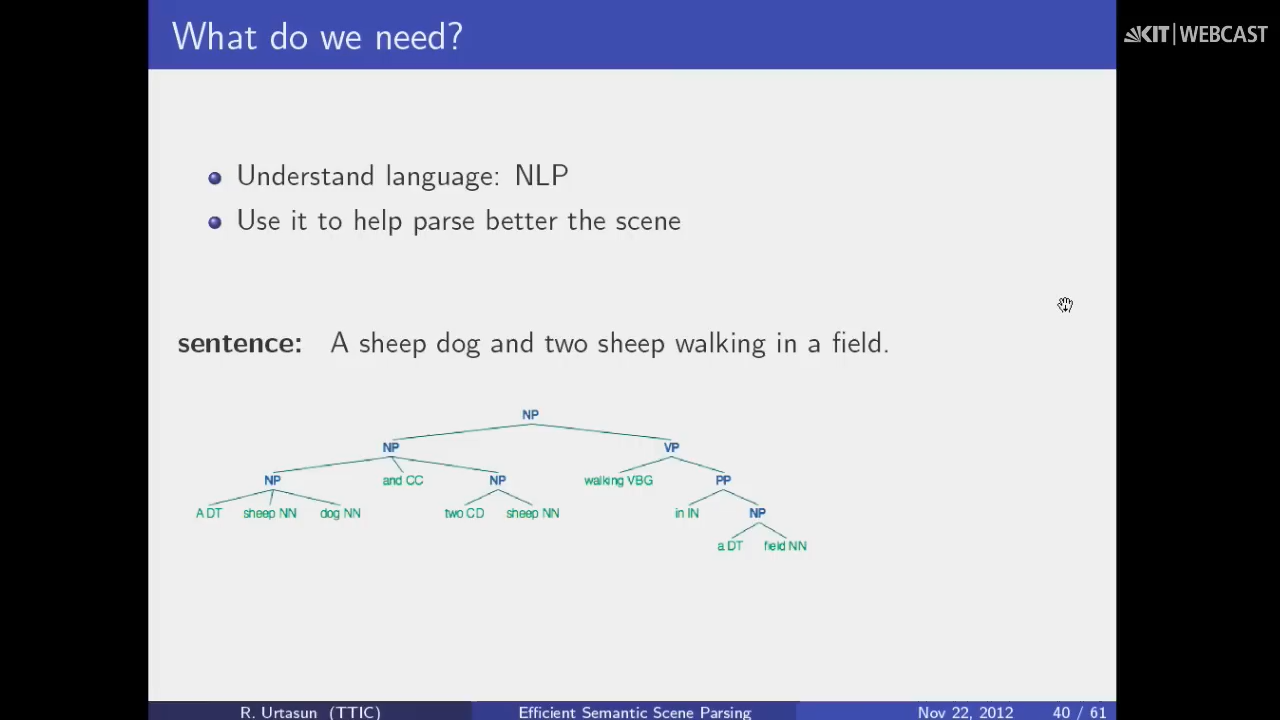 What do we need?
KIT | WEBCAST
Understand language: NLP
Use it to help parse better the scene
sentence: A sheep dog and two sheep walking in a field.
NP
NP VP
NP and CC NP walking VBG PP
A DT sheep NN dog NN two CD sheep NN in IN NP
a DT field NN
R. Urtasun (TTIC) Efficient Semantic Scene Parsing Nov 22, 2012 40 / 61